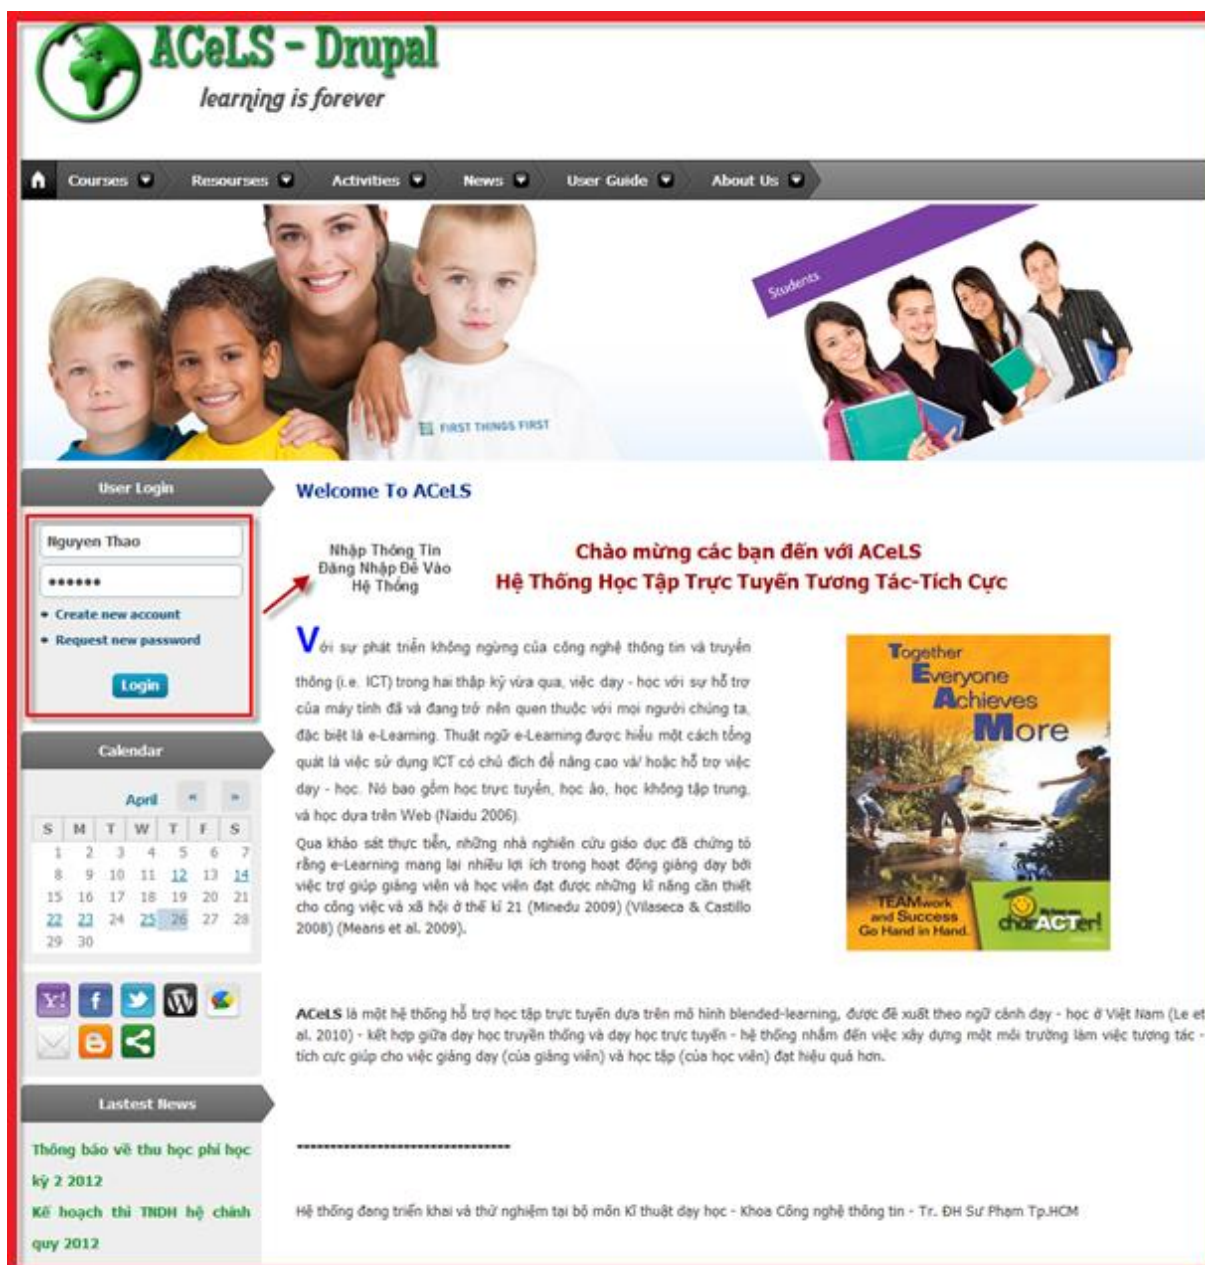 ACeLS - Drupal
learning is forever
Courses
Resourses
Activities
News
User Guide
About Us
Students
FIRST THINGS FIRST
User Login
Nguyen Thao
••••••
Create new account
Request new password
Login
Calendar
April « »
S M T W T F S
1 2 3 4 5 6 7
8 9 10 11 12 13 14
15 16 17 18 19 20 21
22 23 24 25 26 27 28
29 30
Y! f
B
Lastest News
Thông báo về thu học phí học
kỳ 2 2012
Kế hoạch thi TNDH hệ chính
quy 2012
Welcome To ACeLS
Nhập Thông Tin
Đăng Nhập Để Vào
Hệ Thống
Chào mừng các bạn đến với ACeLS
Hệ Thống Học Tập Trực Tuyến Tương Tác-Tích Cực
Với sự phát triển không ngừng của công nghệ thông tin và truyền
thông (i.e. ICT) trong hai thập kỷ vừa qua, việc dạy - học với sự hỗ trợ
của máy tính đã và đang trở nên quen thuộc với mọi người chúng ta,
đặc biệt là e-Learning. Thuật ngữ e-Learning được hiểu một cách tổng
quát là việc sử dụng ICT có chủ đích để nâng cao và/ hoặc hỗ trợ việc
dạy - học. Nó bao gồm học trực tuyến, học ảo, học không tập trung,
và học dựa trên Web (Naidu 2006).
Qua khảo sát thực tiễn, những nhà nghiên cứu giáo dục đã chứng tỏ
rằng e-Learning mang lại nhiều lợi ích trong hoạt động giảng dạy bởi
việc trợ giúp giảng viên và học viên đạt được những kĩ năng cần thiết
cho công việc và xã hội ở thế kỉ 21 (Minedu 2009) (Vilaseca & Castillo
2008) (Means et al. 2009).
Together
Everyone
Achieves
More
TEAMwork
and Success
Go Hand in Hand.
charACTer!
ACeLS là một hệ thống hỗ trợ học tập trực tuyến dựa trên mô hình blended-learning, được đề xuất theo ngữ cảnh dạy - học ở Việt Nam (Le et
al. 2010) - kết hợp giữa dạy học truyền thống và dạy học trực tuyến - hệ thống nhắm đến việc xây dựng một môi trường làm việc tương tác -
tích cực giúp cho việc giảng dạy (của giảng viên) và học tập (của học viên) đạt hiệu quả hơn.
--------------------------------
Hệ thống đang triển khai và thử nghiệm tại bộ môn Kĩ thuật dạy học - Khoa Công nghệ thông tin - Tr. ĐH Sư Phạm Tp.HCM